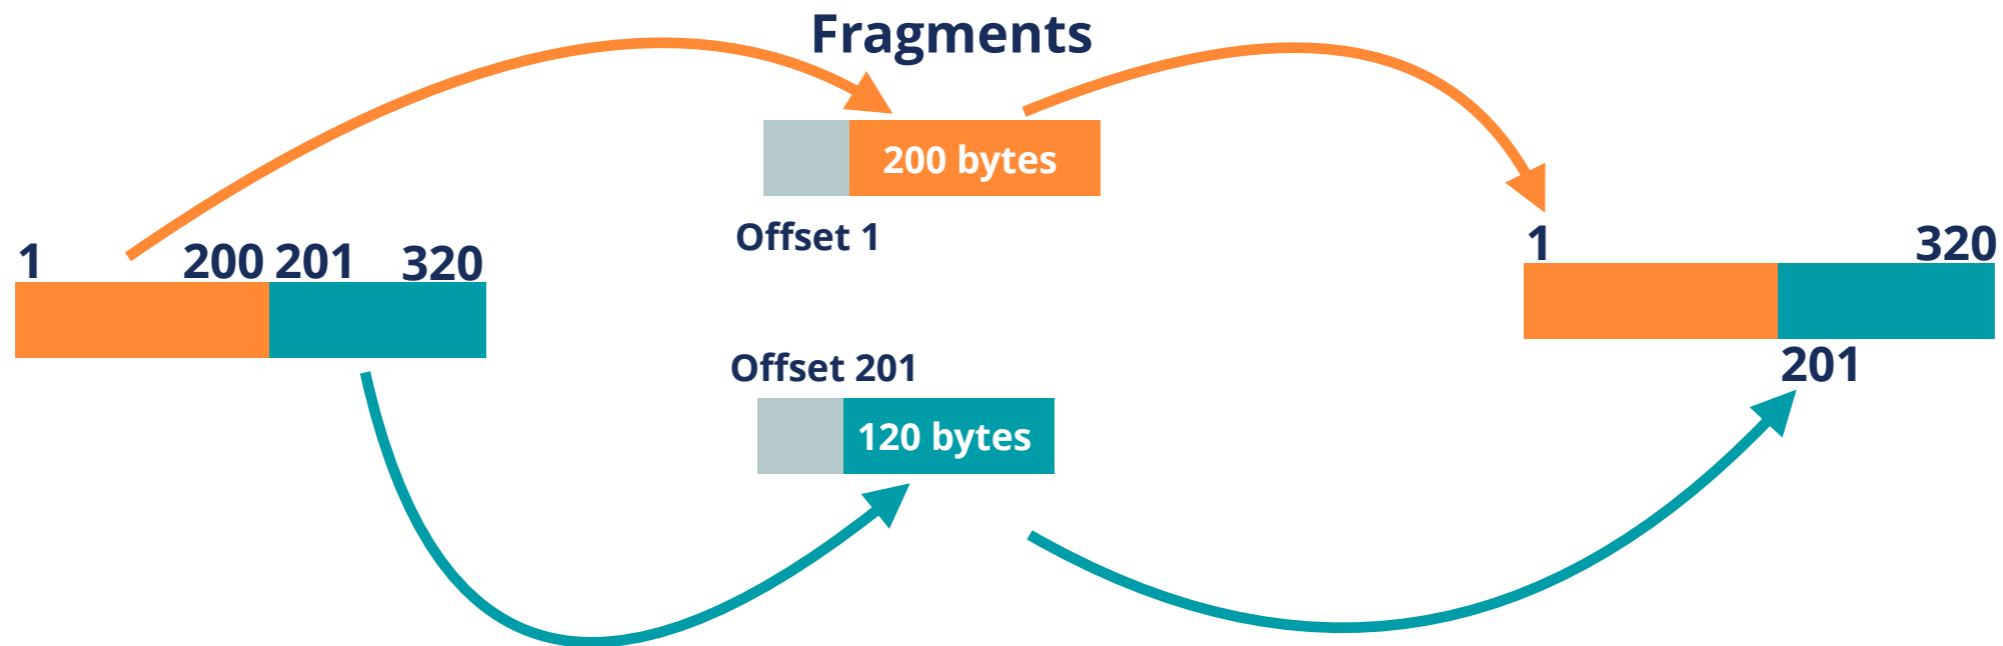 Fragments
200 bytes
Offset 1
1 200 201 320
1 320
201
Offset 201
120 bytes